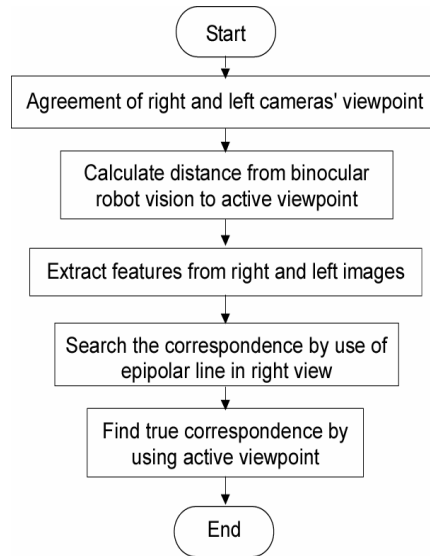 Start
Agreement of right and left cameras' viewpoint
Calculate distance from binocular
robot vision to active viewpoint
Extract features from right and left images
Search the correspondence by use of
epipolar line in right view
Find true correspondence by
using active viewpoint
End